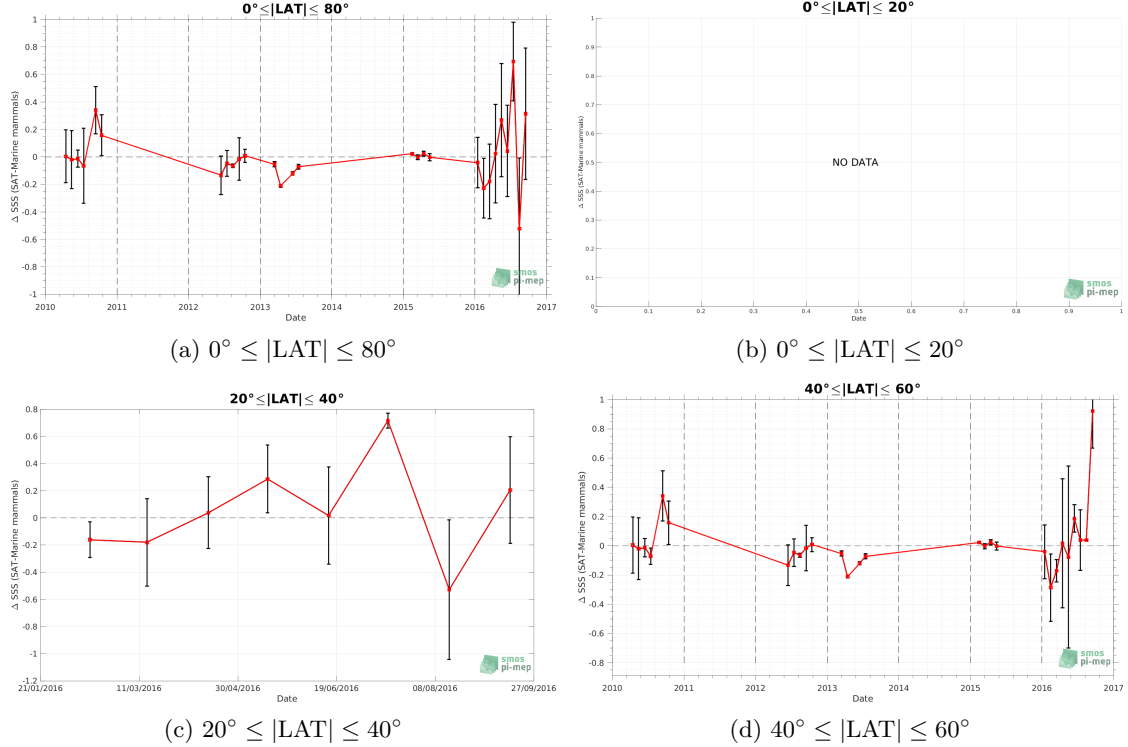 0°≤|LAT|≤ 80°
1
0.8
0.6
0.4
0.2
0
-0.2
-0.4
-0.6
-0.8
-1
Δ SSS (SAT-Marine mammals)
2010 2011 2012 2013 2014 2015 2016 2017
Date
smos
pi-mep
(a) 0° ≤ |LAT| ≤ 80°
0°≤|LAT|≤ 20°
1
0.9
0.8
0.7
0.6
0.5
0.4
0.3
0.2
0.1
0
Δ SSS (SAT-Marine mammals)
NO DATA
0 0.1 0.2 0.3 0.4 0.5 0.6 0.7 0.8 0.9 1
Date
smos
pi-mep
(b) 0° ≤ |LAT| ≤ 20°
20°≤|LAT|≤ 40°
0.8
0.6
0.4
0.2
0
-0.2
-0.4
-0.6
-0.8
-1
-1.2
Δ SSS (SAT-Marine mammals)
21/01/2016 11/03/2016 30/04/2016 19/06/2016 08/08/2016 27/09/2016
Date
smos
pi-mep
(c) 20° ≤ |LAT| ≤ 40°
40°≤|LAT|≤ 60°
1
0.8
0.6
0.4
0.2
0
-0.2
-0.4
-0.6
-0.8
Δ SSS (SAT-Marine mammals)
2010 2011 2012 2013 2014 2015 2016 2017
Date
smos
pi-mep
(d) 40° ≤ |LAT| ≤ 60°